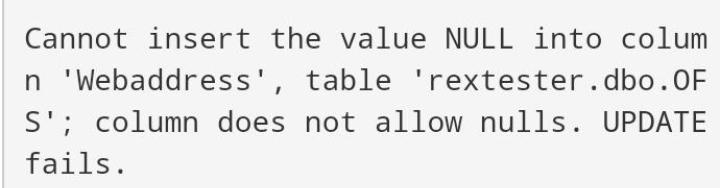 Cannot insert the value NULL into colum
n 'Webaddress', table 'rextester.dbo.OF
S'; column does not allow nulls. UPDATE
fails.